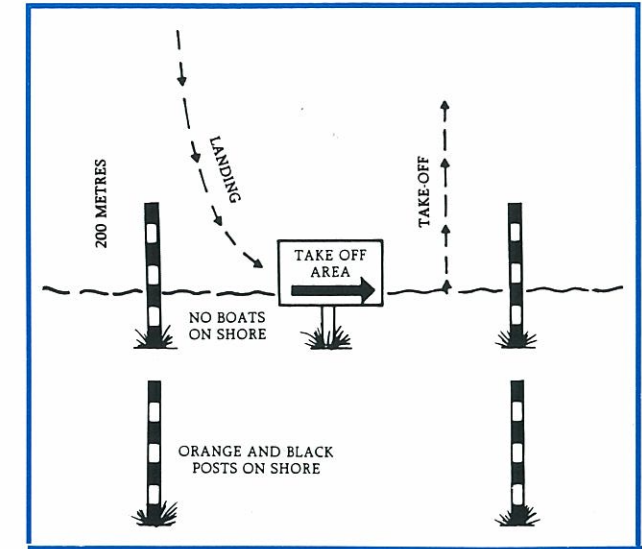 200 METRES
LANDING
TAKE-OFF
TAKE OFF
AREA
NO BOATS
ON SHORE
ORANGE AND BLACK
POSTS ON SHORE